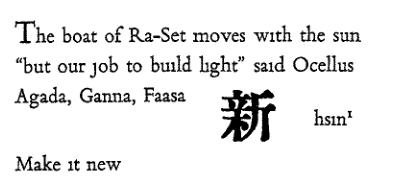 The boat of Ra-Set moves with the sun
“but our job to build light” said Ocellus
Agada, Ganna, Faasa
新 hsin¹
Make it new